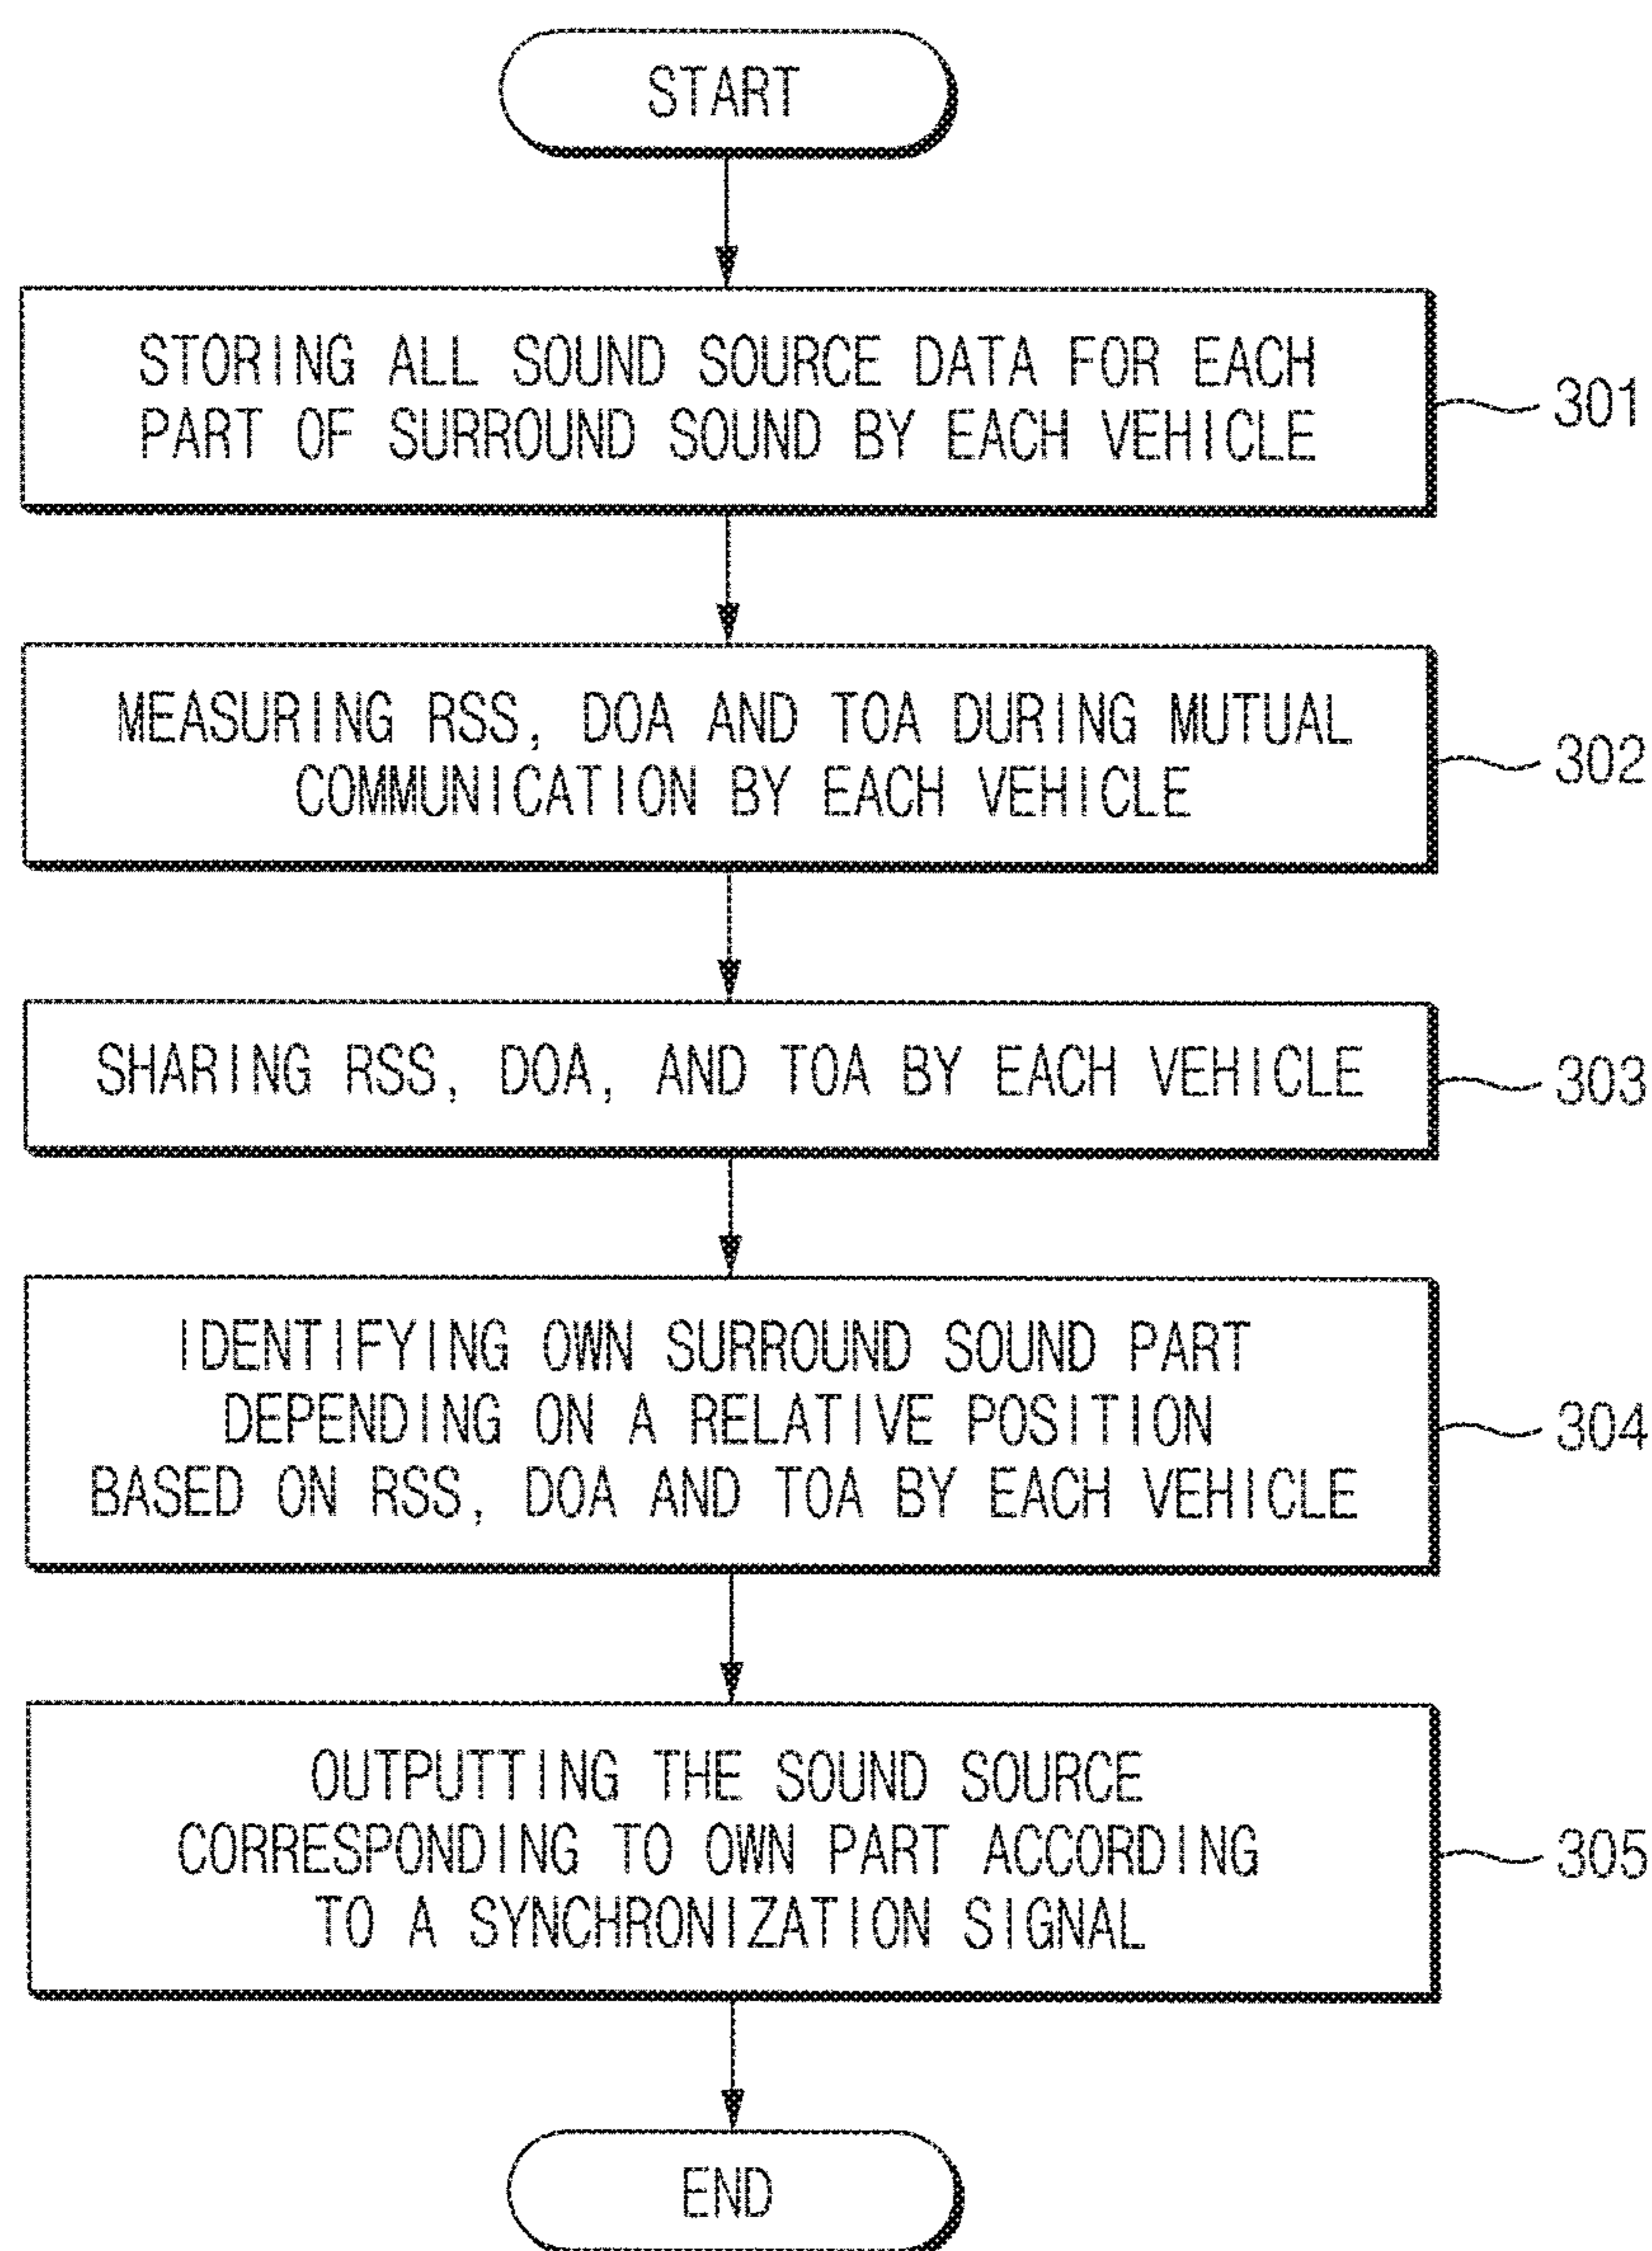 START
STORING ALL SOUND SOURCE DATA FOR EACH
PART OF SURROUND SOUND BY EACH VEHICLE
301
MEASURING RSS, DOA AND TOA DURING MUTUAL
COMMUNICATION BY EACH VEHICLE
302
SHARING RSS, DOA, AND TOA BY EACH VEHICLE
303
IDENTIFYING OWN SURROUND SOUND PART
DEPENDING ON A RELATIVE POSITION
BASED ON RSS, DOA AND TOA BY EACH VEHICLE
304
OUTPUTTING THE SOUND SOURCE
CORRESPONDING TO OWN PART ACCORDING
TO A SYNCHRONIZATION SIGNAL
305
END